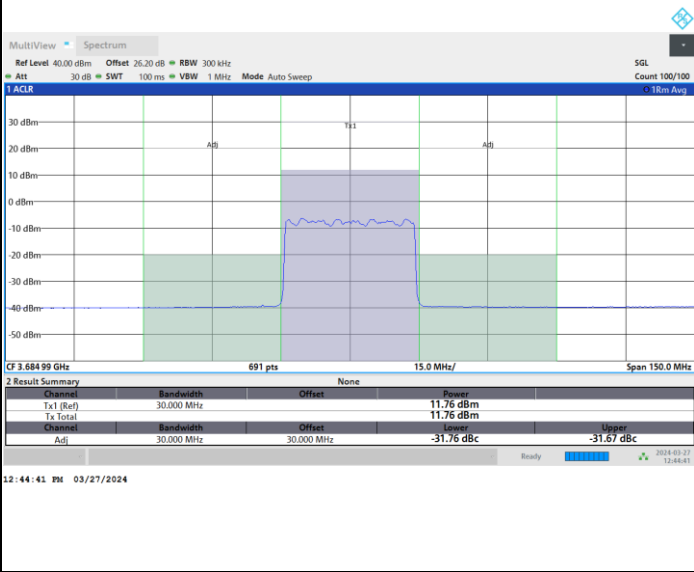 MultiView Spectrum
Ref Level 40.00 dBm Offset 26.20 dB RBW 300 kHz SGL
Att 30 dB SWT 100 ms VBW 1 MHz Mode Auto Sweep Count 100/100
1 ACLR 1Rm Avg
30 dBm
Tx1
20 dBm
Adj Adj
10 dBm
0 dBm
-10 dBm
-20 dBm
-30 dBm
-40 dBm
-50 dBm
CF 3.684 99 GHz 691 pts 15.0 MHz/ Span 150.0 MHz
2 Result Summary None
Channel Bandwidth Offset Power
Tx1 (Ref) 30.000 MHz 11.76 dBm
Tx Total 11.76 dBm
Channel Bandwidth Offset Lower Upper
Adj 30.000 MHz 30.000 MHz -31.76 dBc -31.67 dBc
Ready 2024-03-27
12:44:41
12:44:41 PM 03/27/2024